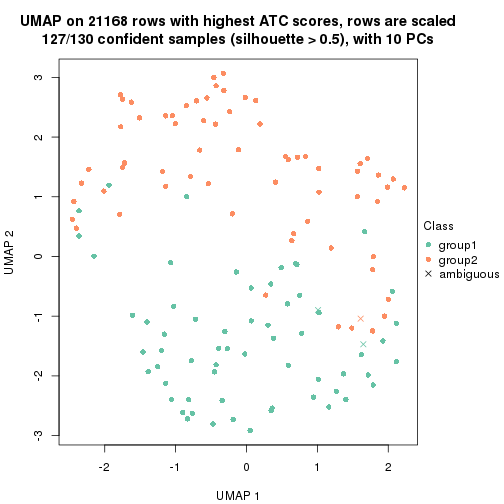 UMAP on 21168 rows with highest ATC scores, rows are scaled
127/130 confident samples (silhouette > 0.5), with 10 PCs
3
2
1
0
-1
-2
-3
UMAP 2
-2
-1
0
1
2
UMAP 1
Class
group1
group2
ambiguous